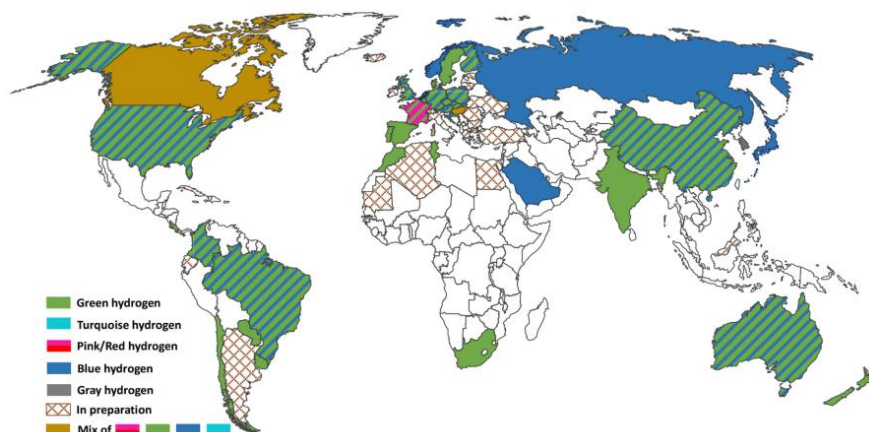 Green hydrogen
Turquoise hydrogen
Pink/Red hydrogen
Blue hydrogen
Gray hydrogen
In preparation
Mix of